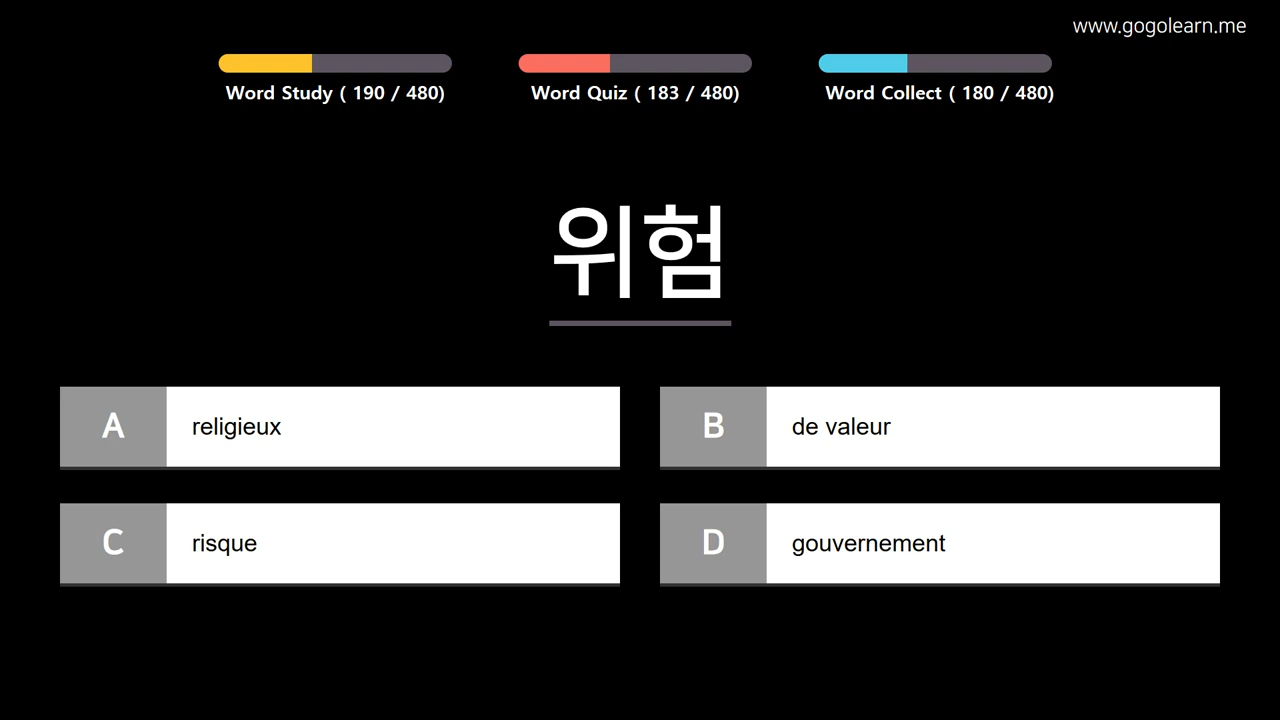 www.gogolearn.me
Word Study ( 190 / 480)
Word Quiz ( 183 / 480)
Word Collect ( 180 / 480)
위험
A religieux
B de valeur
C risque
D gouvernement